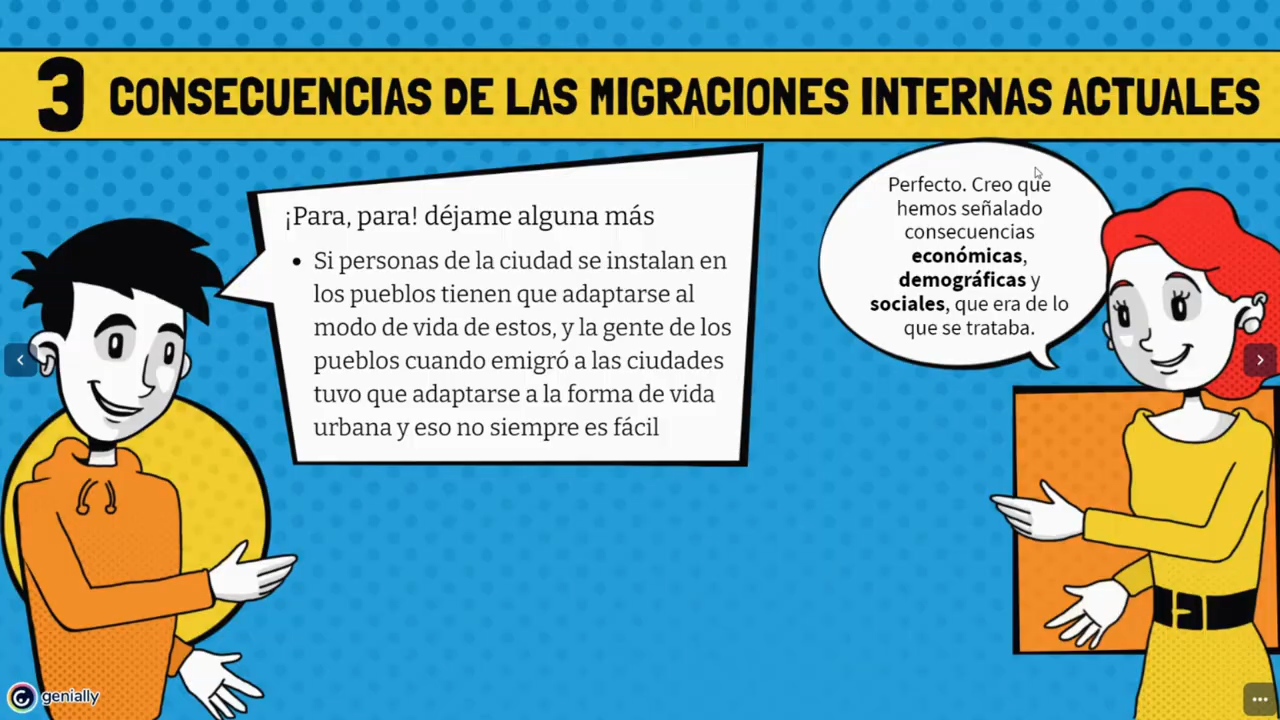 3 CONSECUENCIAS DE LAS MIGRACIONES INTERNAS ACTUALES
¡Para, para! déjame alguna más
• Si personas de la ciudad se instalan en
los pueblos tienen que adaptarse al
modo de vida de estos, y la gente de los
pueblos cuando emigró a las ciudades
tuvo que adaptarse a la forma de vida
urbana y eso no siempre es fácil
Perfecto. Creo que
hemos señalado
consecuencias
económicas,
demográficas y
sociales, que era de lo
que se trataba.
genially